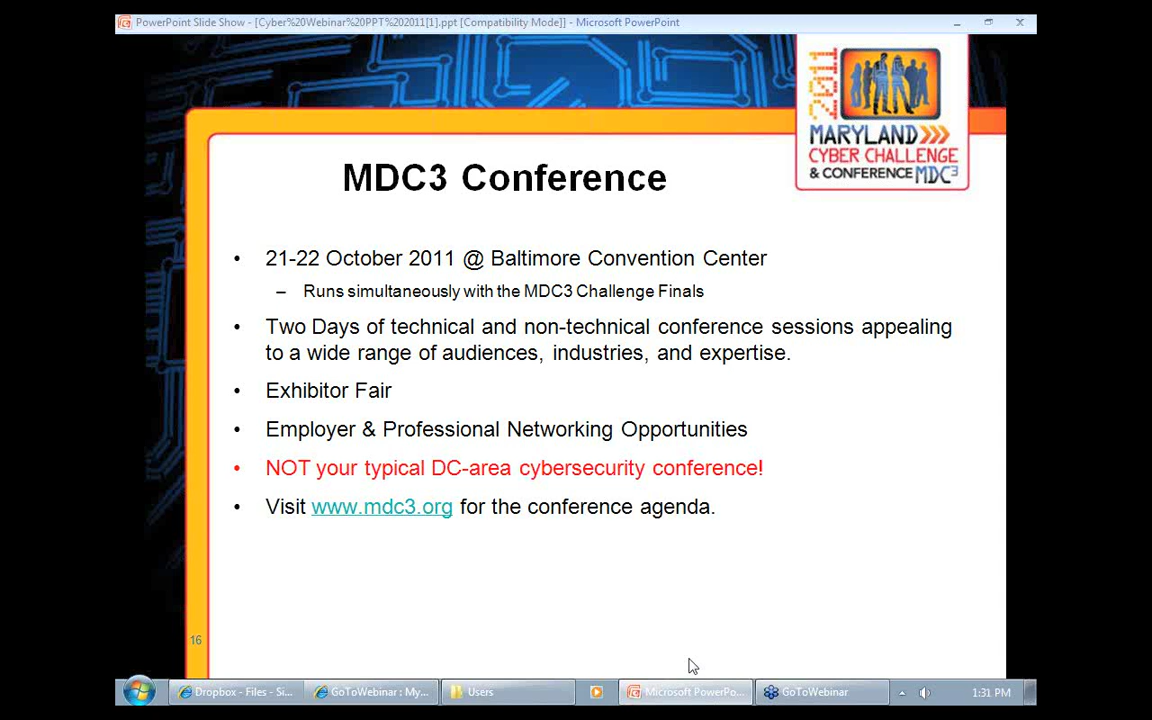 PowerPoint Slide Show - [Cyber%20Webinar%20PPT%202011[1].ppt [Compatibility Mode]] - Microsoft PowerPoint
2011
MARYLAND
CYBER CHALLENGE
& CONFERENCE MDC3
MDC3 Conference
• 21-22 October 2011 @ Baltimore Convention Center
– Runs simultaneously with the MDC3 Challenge Finals
• Two Days of technical and non-technical conference sessions appealing
to a wide range of audiences, industries, and expertise.
• Exhibitor Fair
• Employer & Professional Networking Opportunities
• NOT your typical DC-area cybersecurity conference!
• Visit www.mdc3.org for the conference agenda.
16
Dropbox - Files - Si... GoToWebinar : My... Users Microsoft PowerPo... GoToWebinar 1:31 PM